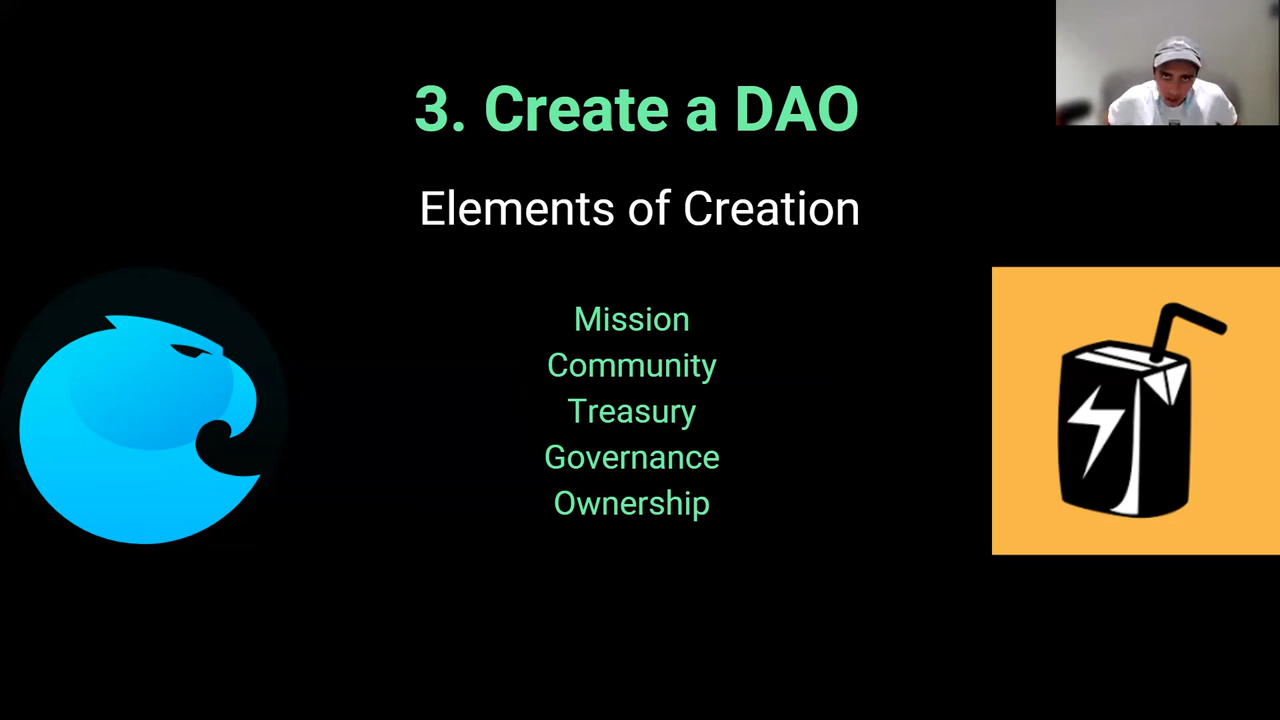 3. Create a DAO
Elements of Creation
Mission
Community
Treasury
Governance
Ownership